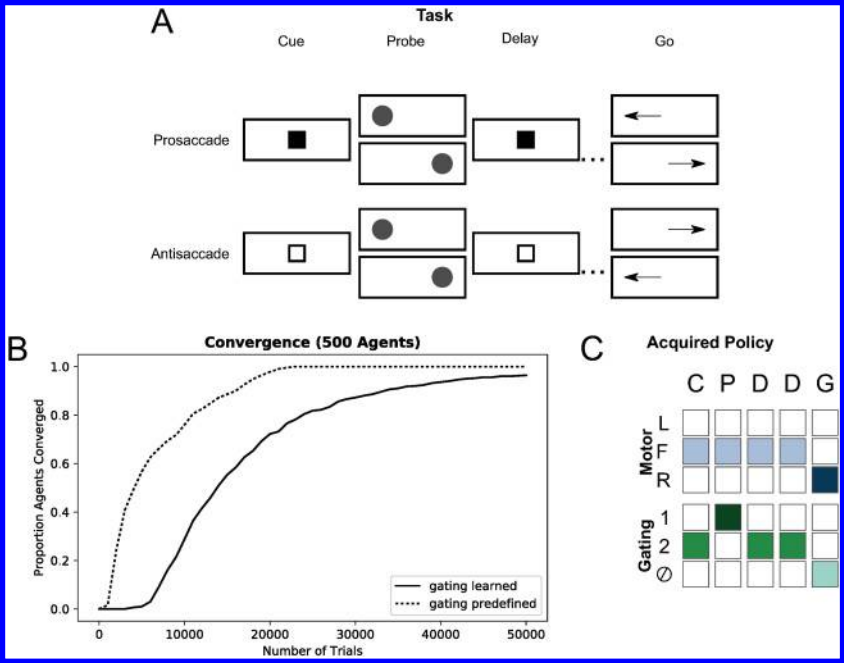 A
Task
Cue Probe Delay Go
Prosaccade
...
Antisaccade
...
B
Convergence (500 Agents)
Proportion Agents Converged
1.0
0.8
0.6
0.4
0.2
0.0
gating learned
gating predefined
0 10000 20000 30000 40000 50000
Number of Trials
C
Acquired Policy
C P D D G
Motor
L
F
R
Gating
1
2
∅